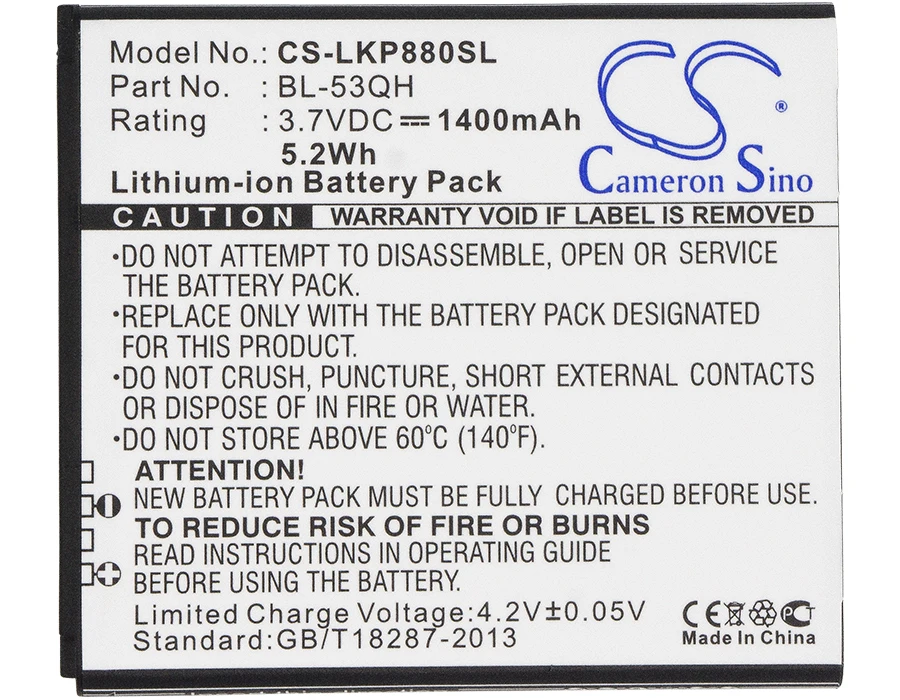 Model No.: CS-LKP880SL
Part No. : BL-53QH
Rating : 3.7VDC 1400mAh
5.2Wh
Lithium-ion Battery Pack
CS ®
Cameron Sino
CAUTION WARRANTY VOID IF LABEL IS REMOVED
·DO NOT ATTEMPT TO DISASSEMBLE, OPEN OR SERVICE
THE BATTERY PACK.
·REPLACE ONLY WITH THE BATTERY PACK DESIGNATED
FOR THIS PRODUCT.
·DO NOT CRUSH, PUNCTURE, SHORT EXTERNAL CONTACTS
OR DISPOSE OF IN FIRE OR WATER.
·DO NOT STORE ABOVE 60ºC (140ºF).
ATTENTION!
NEW BATTERY PACK MUST BE FULLY CHARGED BEFORE USE.
TO REDUCE RISK OF FIRE OR BURNS
READ INSTRUCTIONS IN OPERATING GUIDE
BEFORE USING THE BATTERY.
Limited Charge Voltage:4.2V±0.05V
Standard:GB/T18287-2013
CE PCT
Made In China